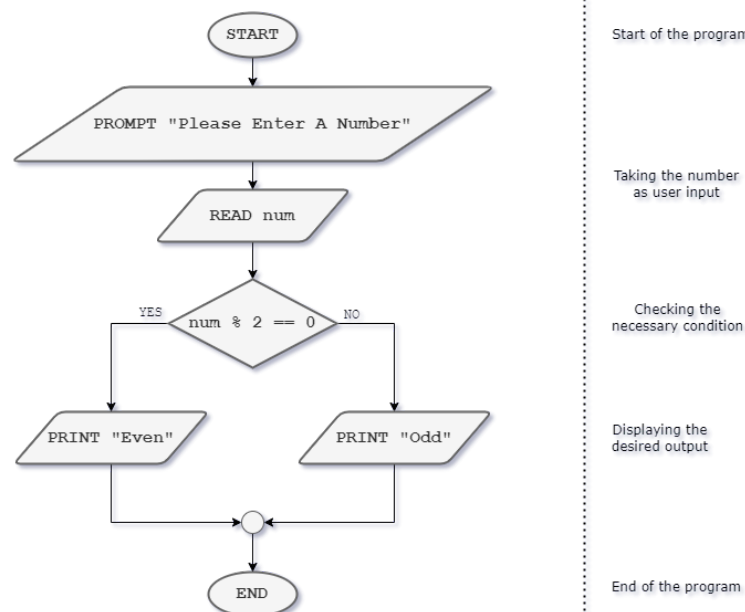 START
Start of the program
PROMPT "Please Enter A Number"
Taking the number
as user input
READ num
YES
num % 2 == 0
NO
Checking the
necessary condition
PRINT "Even"
PRINT "Odd"
Displaying the
desired output
END
End of the program